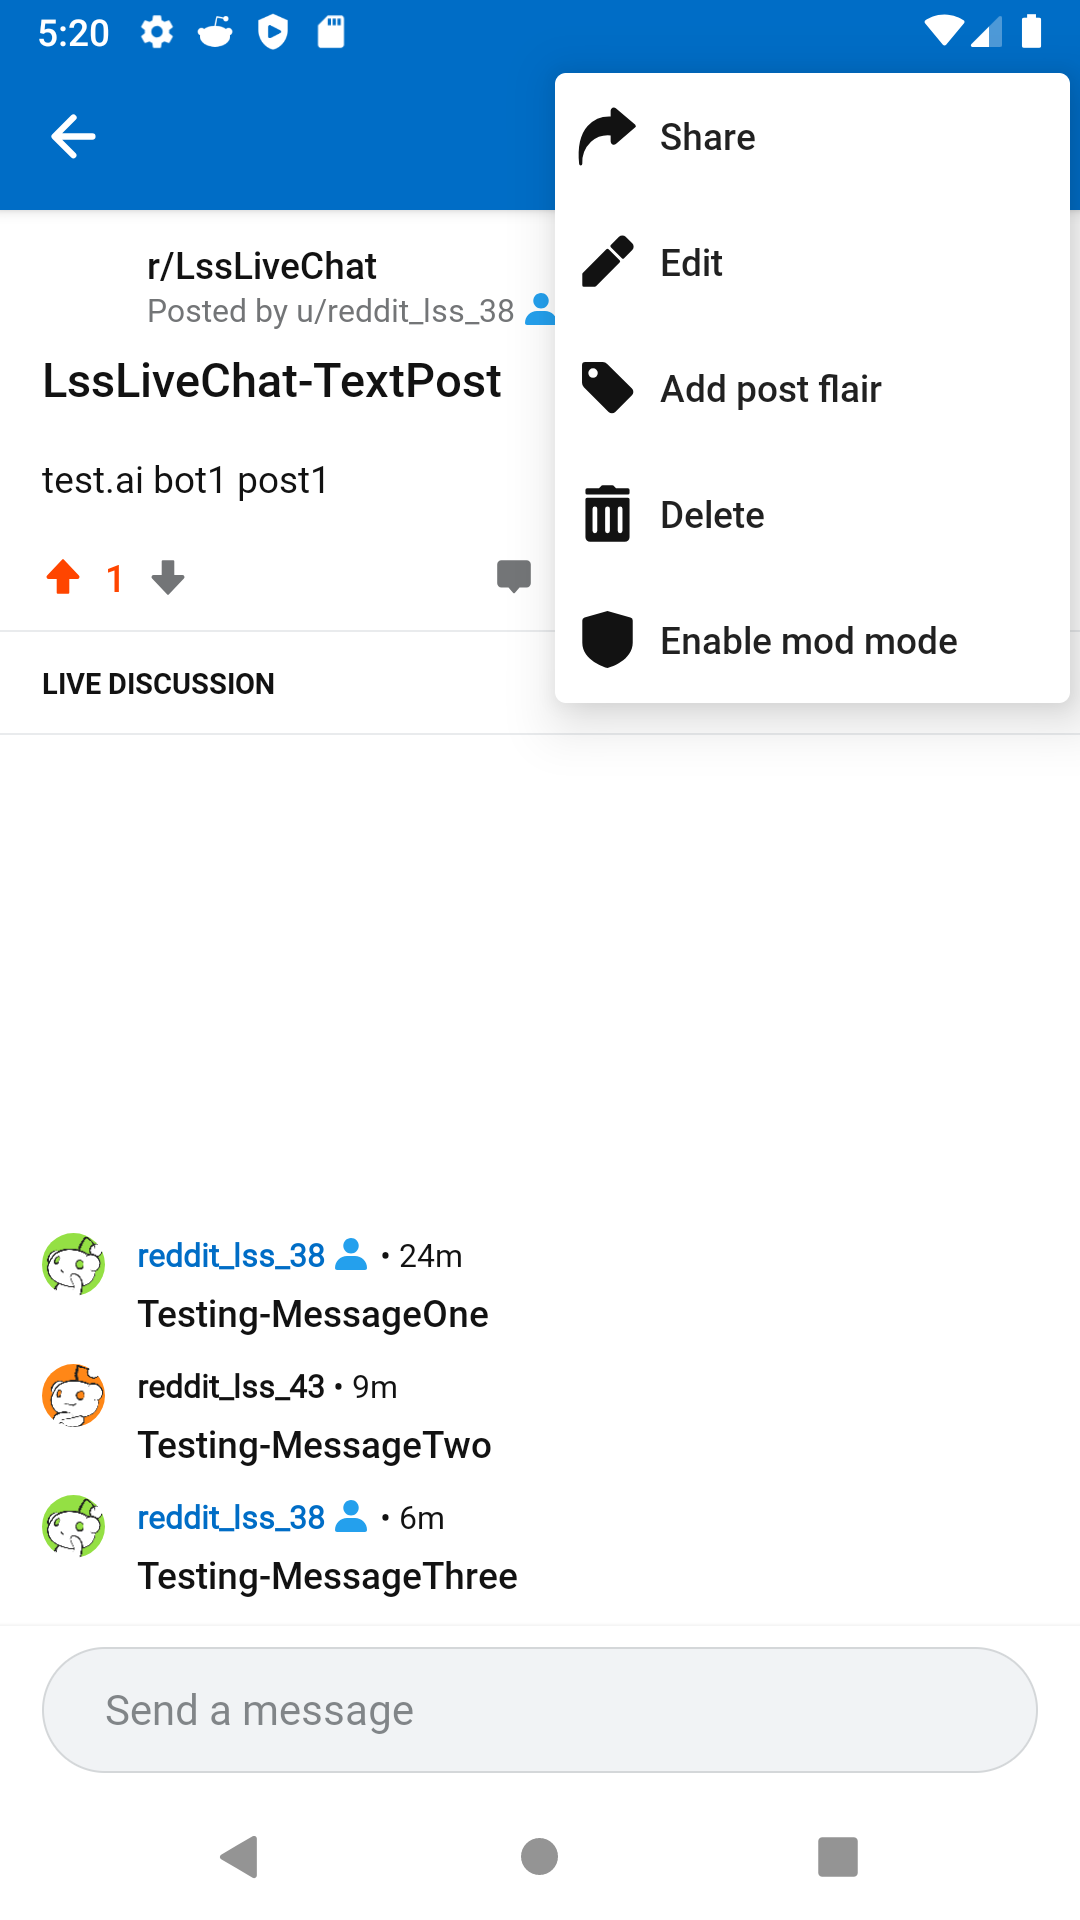 5:20
Share
Edit
Add post flair
Delete
Enable mod mode
r/LssLiveChat
Posted by u/reddit_lss_38
LssLiveChat-TextPost
test.ai bot1 post1
1
LIVE DISCUSSION
reddit_lss_38 • 24m
Testing-MessageOne
reddit_lss_43 • 9m
Testing-MessageTwo
reddit_lss_38 • 6m
Testing-MessageThree
Send a message